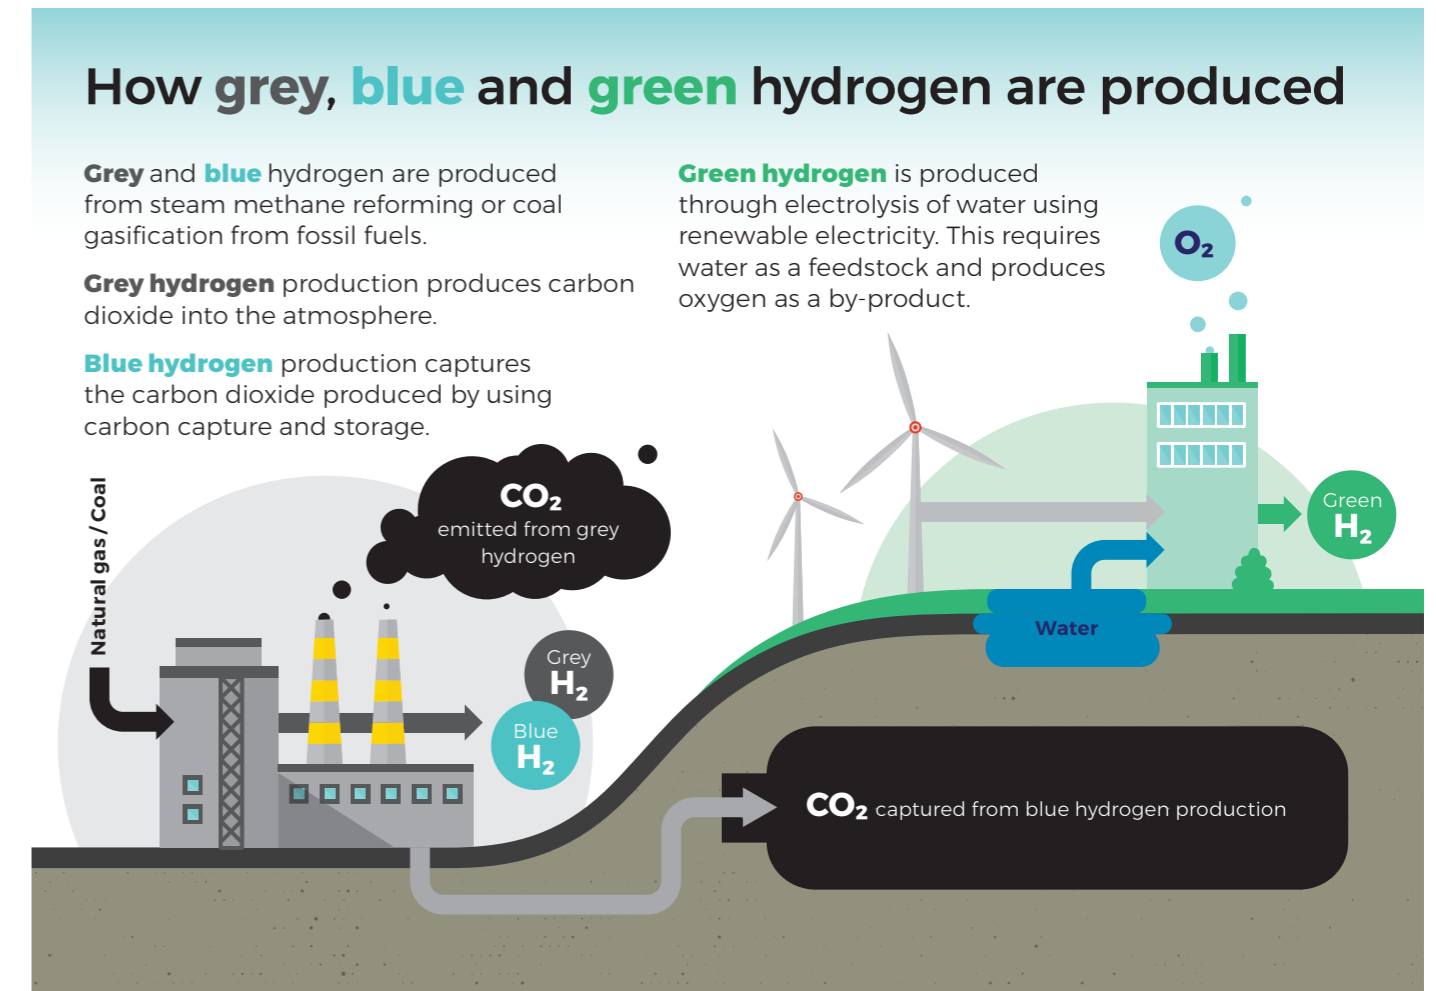 How grey, blue and green hydrogen are produced
Grey and blue hydrogen are produced
from steam methane reforming or coal
gasification from fossil fuels.
Grey hydrogen production produces carbon
dioxide into the atmosphere.
Blue hydrogen production captures
the carbon dioxide produced by using
carbon capture and storage.
Green hydrogen is produced
through electrolysis of water using
renewable electricity. This requires
water as a feedstock and produces
oxygen as a by-product.
O₂
CO₂
emitted from grey
hydrogen
Natural gas / Coal
Green
H₂
Water
Grey
H₂
Blue
H₂
CO₂ captured from blue hydrogen production